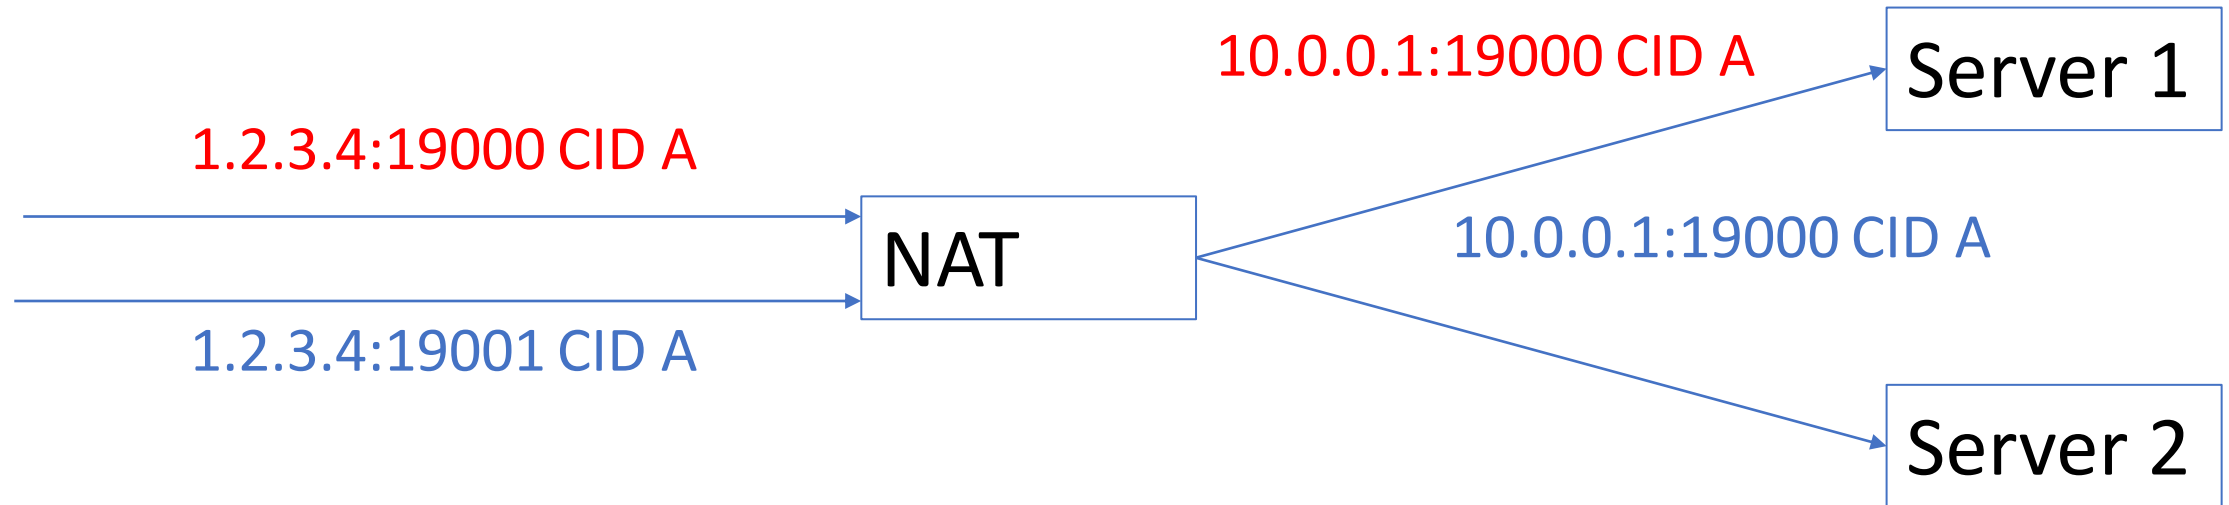 10.0.0.1:19000 CID A
Server 1
1.2.3.4:19000 CID A
NAT
10.0.0.1:19000 CID A
1.2.3.4:19001 CID A
Server 2